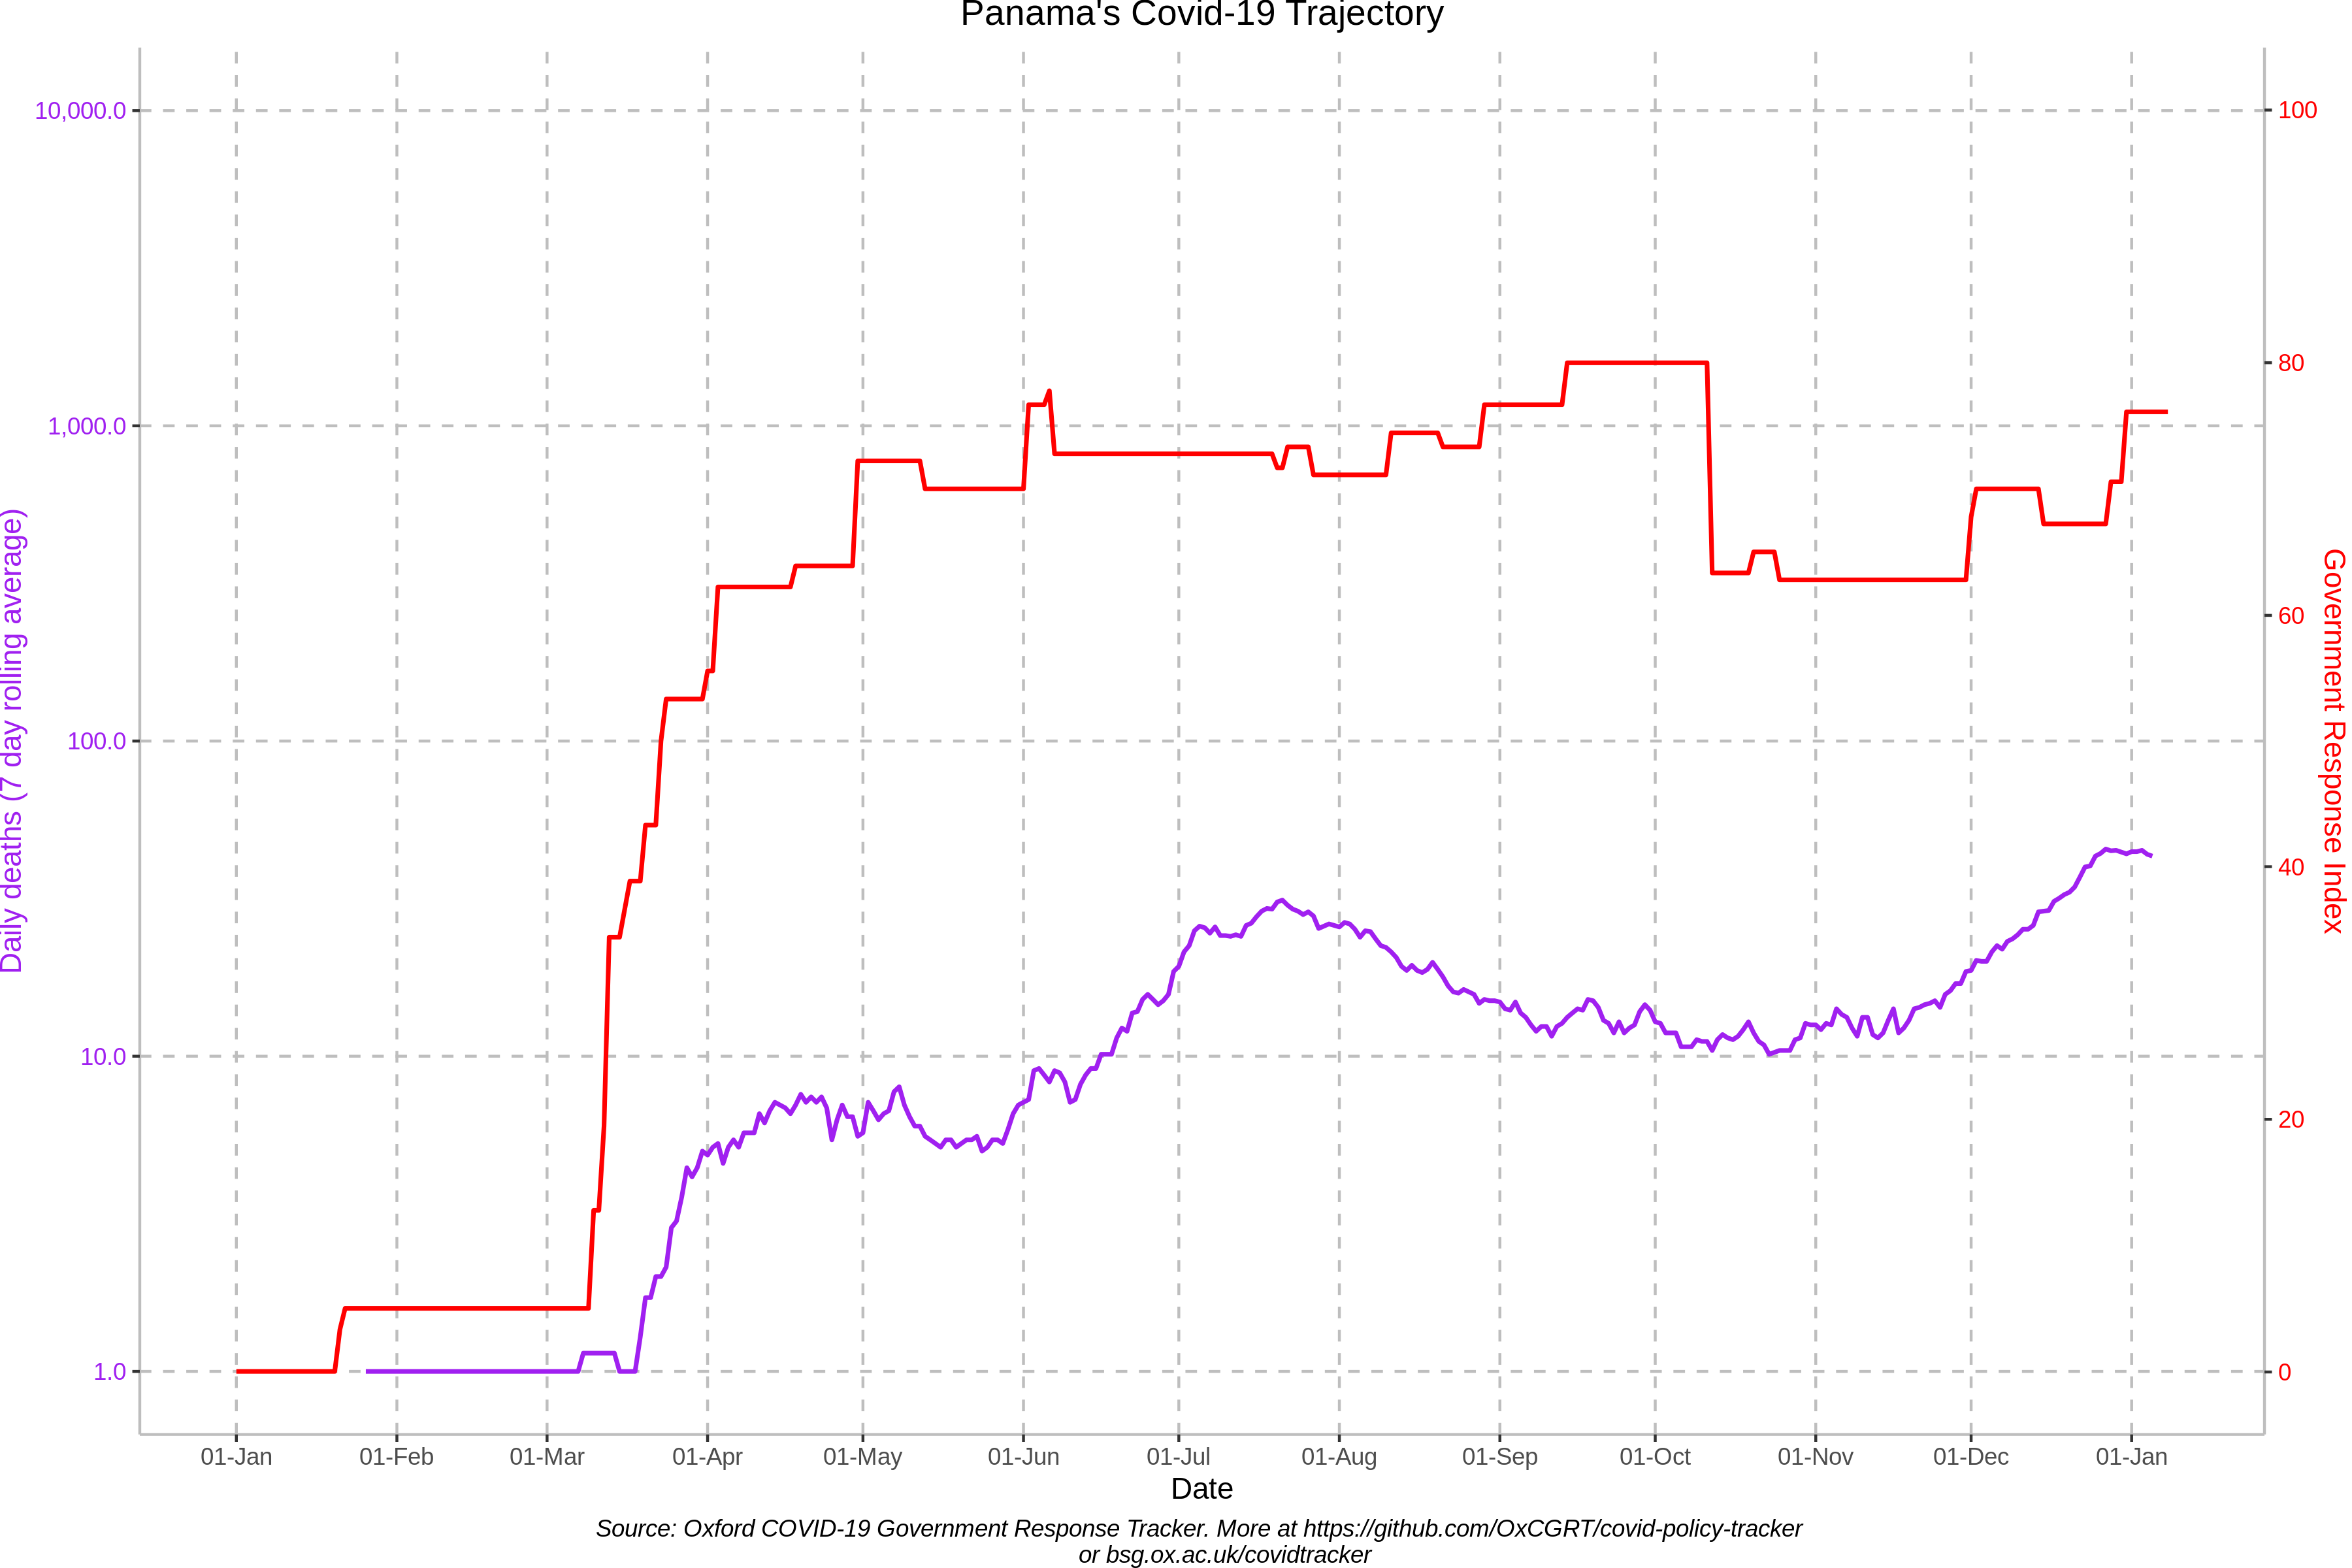 Panama's Covid-19 Trajectory
Daily deaths (7 day rolling average)
10,000.0
1,000.0
100.0
10.0
1.0
100
80
60
40
20
0
Government Response Index
01-Jan 01-Feb 01-Mar 01-Apr 01-May 01-Jun 01-Jul 01-Aug 01-Sep 01-Oct 01-Nov 01-Dec 01-Jan
Date
Source: Oxford COVID-19 Government Response Tracker. More at https://github.com/OxCGRT/covid-policy-tracker
or bsg.ox.ac.uk/covidtracker